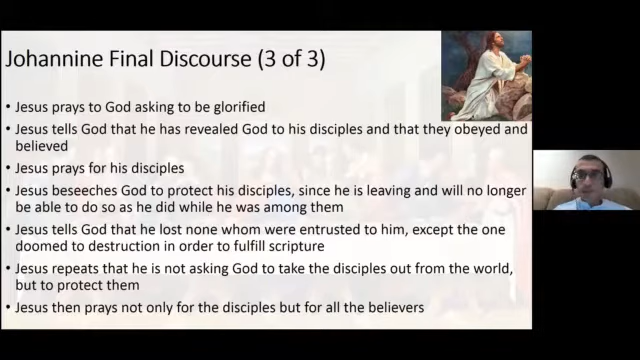 Johannine Final Discourse (3 of 3)
• Jesus prays to God asking to be glorified
• Jesus tells God that he has revealed God to his disciples and that they obeyed and
believed
• Jesus prays for his disciples
• Jesus beseeches God to protect his disciples, since he is leaving and will no longer
be able to do so as he did while he was among them
• Jesus tells God that he lost none whom were entrusted to him, except the one
doomed to destruction in order to fulfill scripture
• Jesus repeats that he is not asking God to take the disciples out from the world,
but to protect them
• Jesus then prays not only for the disciples but for all the believers